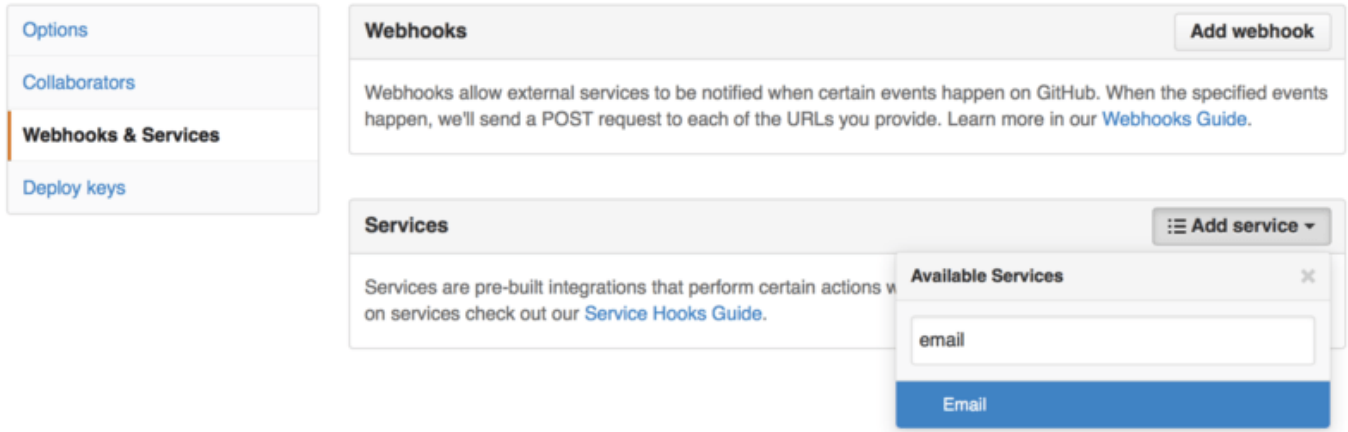 Options
Collaborators
Webhooks & Services
Deploy keys
Webhooks
Add webhook
Webhooks allow external services to be notified when certain events happen on GitHub. When the specified events
happen, we'll send a POST request to each of the URLs you provide. Learn more in our Webhooks Guide.
Services
Add service
Services are pre-built integrations that perform certain actions
on services check out our Service Hooks Guide.
Available Services
email
Email